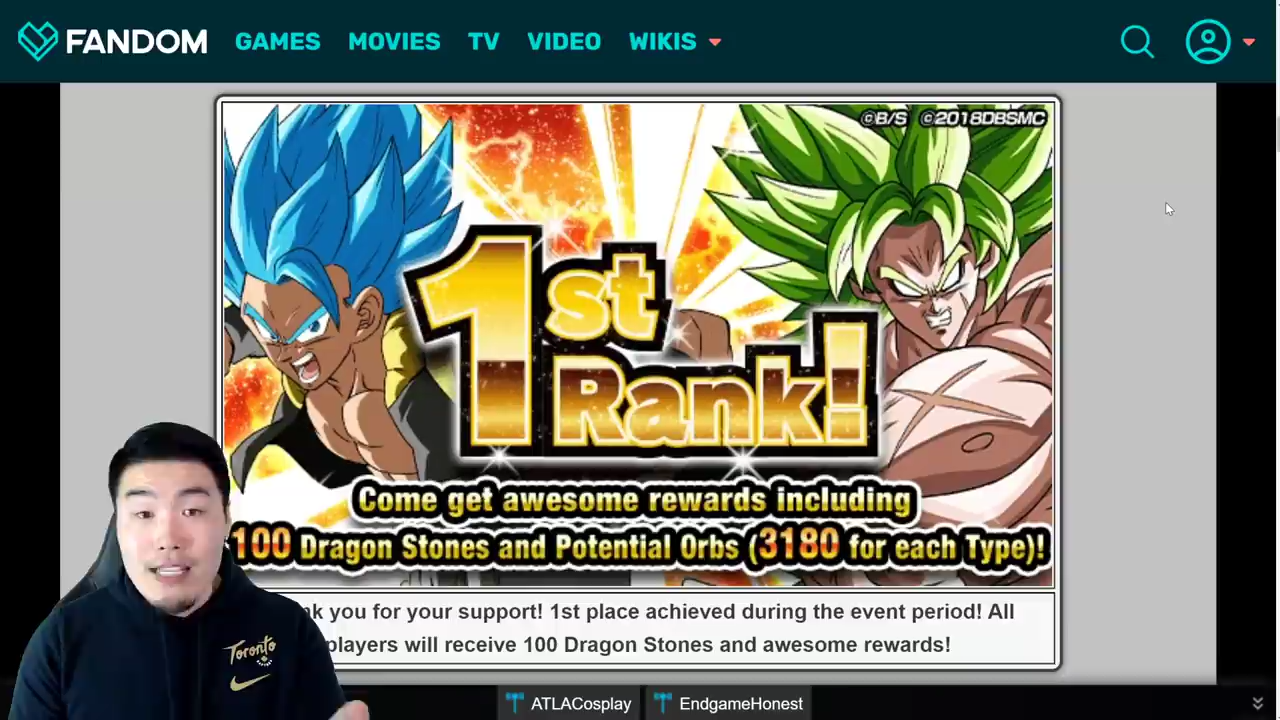 FANDOM GAMES MOVIES TV VIDEO WIKIS
©B/S ©2018DBSMC
1st
Rank!
Come get awesome rewards including
100 Dragon Stones and Potential Orbs (3180 for each Type)!
you for your support! 1st place achieved during the event period! All
players will receive 100 Dragon Stones and awesome rewards!
Toronto
ATLACosplay EndgameHonest